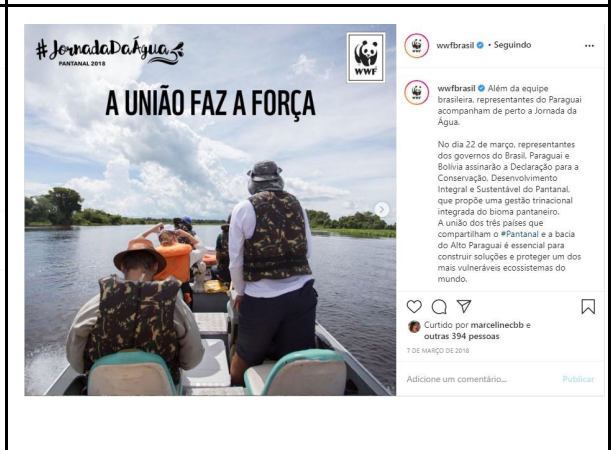 #JornadaDaÁgua
PANTANAL 2018
WWF
A UNIÃO FAZ A FORÇA
wwfbrasil • Seguindo
wwfbrasil Além da equipe
brasileira, representantes do Paraguai
acompanham de perto a Jornada da
Água.
No dia 22 de março, representantes
dos governos do Brasil, Paraguai e
Bolívia assinarão a Declaração para a
Conservação, Desenvolvimento
Integral e Sustentável do Pantanal,
que propõe uma gestão trinacional
integrada do bioma pantaneiro.
A união dos três países que
compartilham o #Pantanal e a bacia
do Alto Paraguai é essencial para
construir soluções e proteger um dos
mais vulneráveis ecossistemas do
mundo.
Curtido por marcelinecbb e
outras 394 pessoas
7 DE MARÇO DE 2018
Adicione um comentário... Publicar